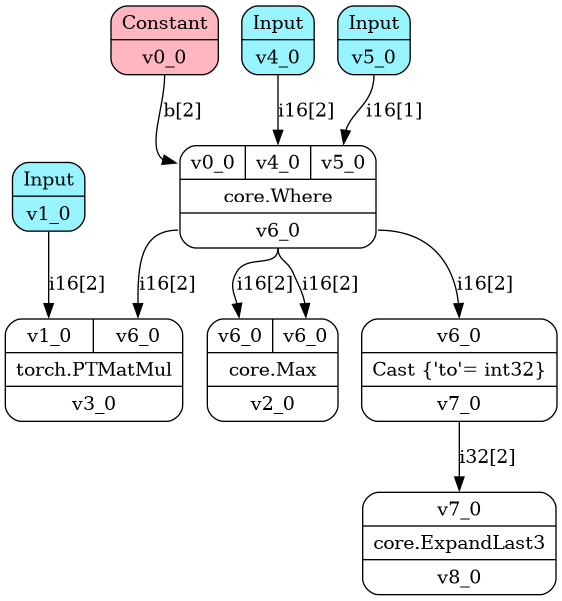 Constant
v0_0
Input
v4_0
Input
v5_0
b[2]
i16[2]
i16[1]
v0_0 v4_0 v5_0
core.Where
v6_0
Input
v1_0
i16[2]
i16[2]
i16[2]
i16[2]
i16[2]
v1_0 v6_0
torch.PTMatMul
v3_0
v6_0 v6_0
core.Max
v2_0
v6_0
Cast {'to'= int32}
v7_0
i32[2]
v7_0
core.ExpandLast3
v8_0